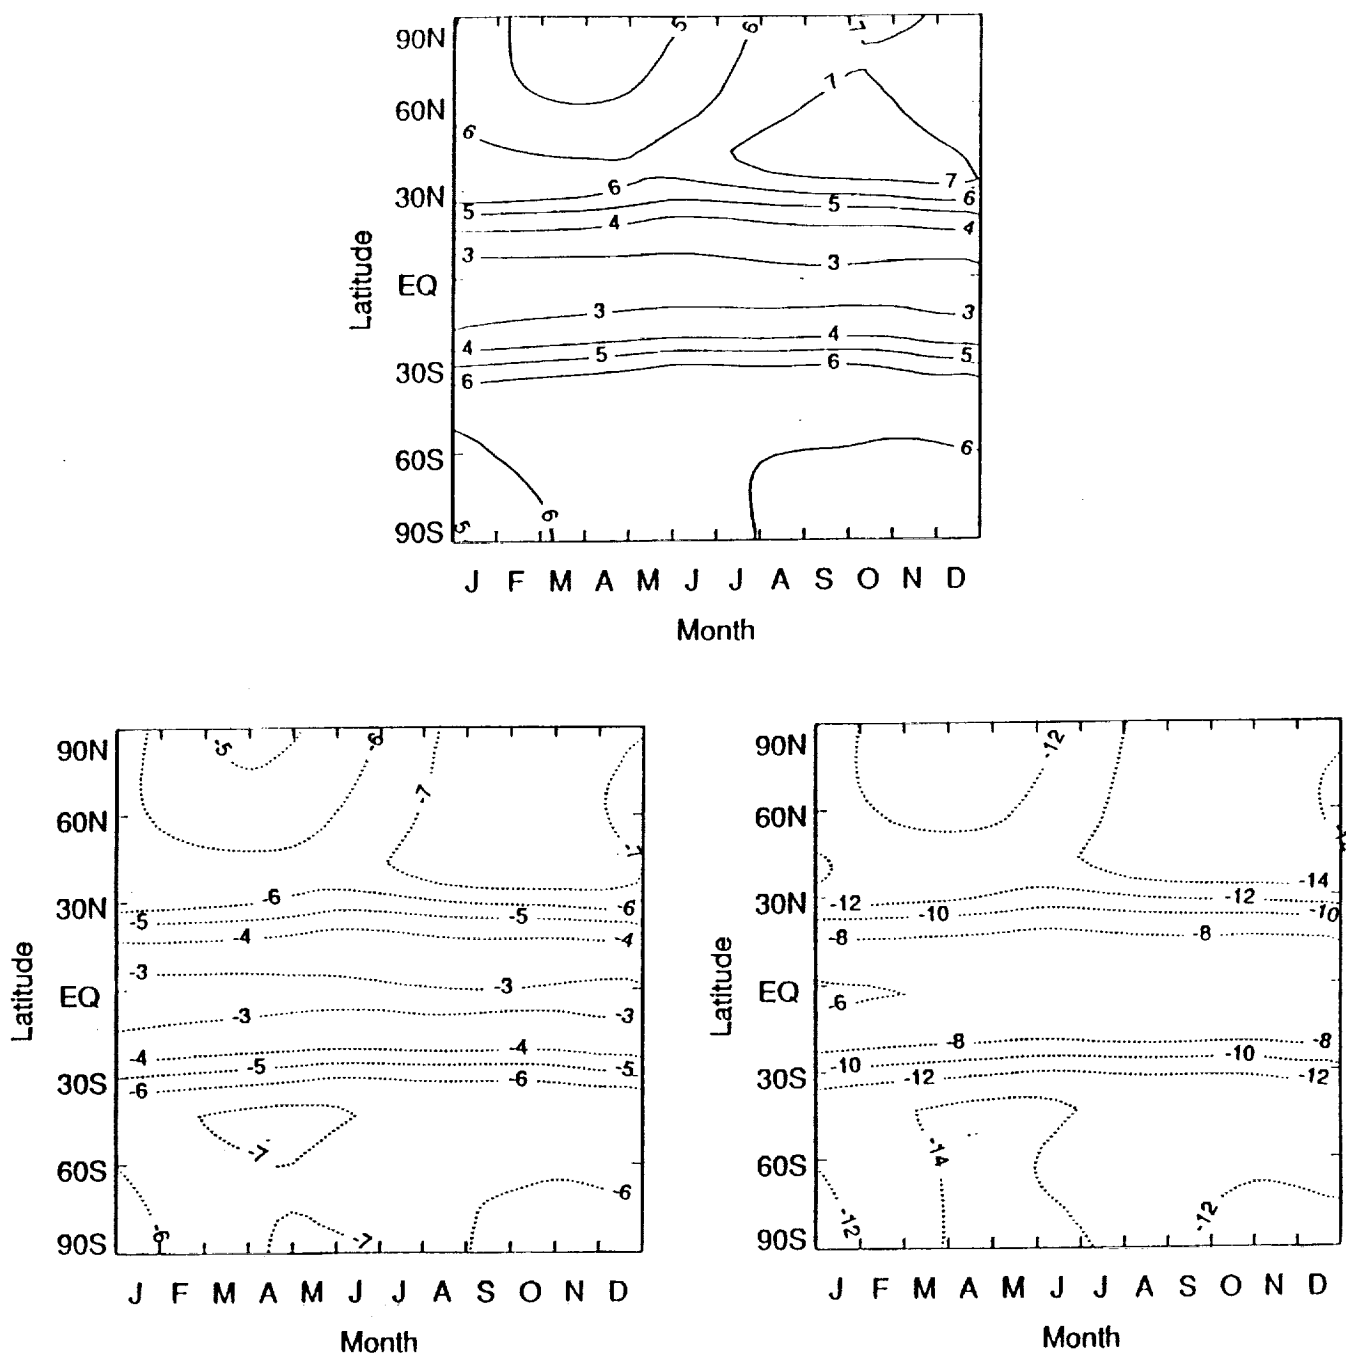 5 6 7
90N
7
60N
6
7
30N 6 6
5 5
4 4
3 3
Latitude
EQ
3 3
4 4
5 5
30S 6
6
6
60S
90S 5 6
J F M A M J J A S O N D
Month
90N -5 -6
-7
60N
-7
30N -6 -6
-5 -5
-4 -4
-3 -3
Latitude
EQ
-3 -3
-4 -4
-5 -5
30S -6 -6
-7
60S
-6
-6 -7
90S
J F M A M J J A S O N D
Month
90N -12
60N
-14
30N -12 -12
-10 -10
-8 -8
Latitude
EQ -6
-8 -8
-10 -10
30S -12 -12
-14
60S
-12 -12
90S
J F M A M J J A S O N D
Month